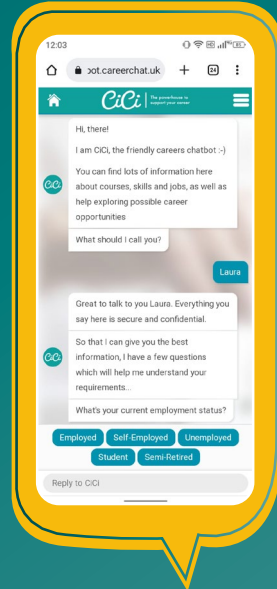 12:03
ɔot.careerchat.uk
24
CiCi
The powerhouse to
support your career
Hi, there!
I am CiCi, the friendly careers chatbot :-)
You can find lots of information here
about courses, skills and jobs, as well as
help exploring possible career
opportunities
What should I call you?
CiCi
Laura
Great to talk to you Laura. Everything you
say here is secure and confidential.
So that I can give you the best
information, I have a few questions
which will help me understand your
requirements...
What's your current employment status?
CiCi
Employed Self-Employed Unemployed
Student Semi-Retired
Reply to CiCi